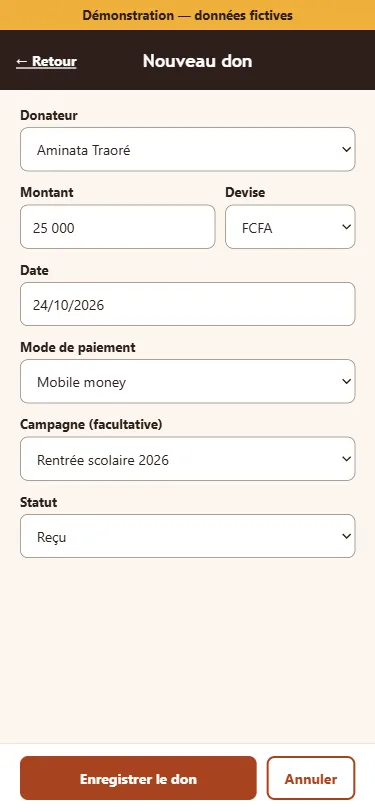 Démonstration — données fictives
← Retour
Nouveau don
Donateur
Aminata Traoré
Montant
Devise
25 000
FCFA
Date
24/10/2026
Mode de paiement
Mobile money
Campagne (facultative)
Rentrée scolaire 2026
Statut
Reçu
Enregistrer le don
Annuler